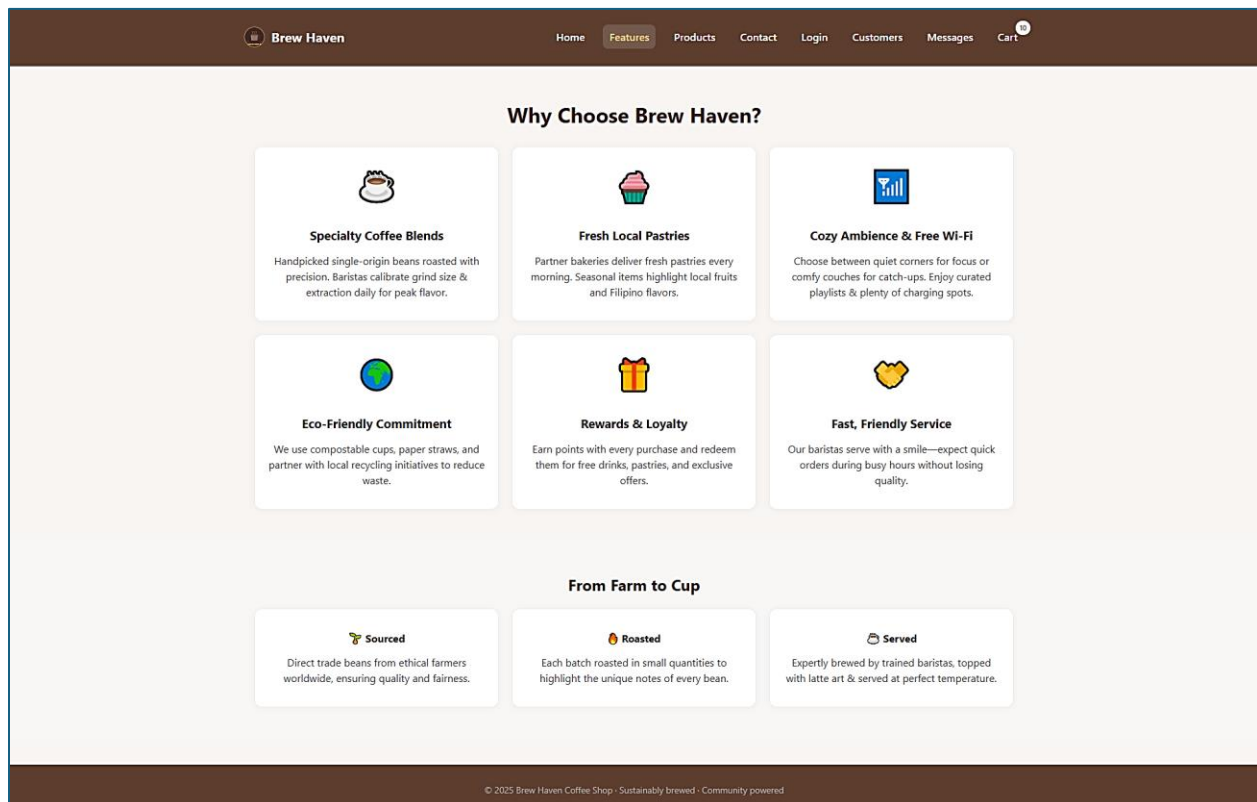 Brew Haven
Home Features Products Contact Login Customers Messages Cart 10
Why Choose Brew Haven?
Specialty Coffee Blends
Handpicked single-origin beans roasted with
precision. Baristas calibrate grind size &
extraction daily for peak flavor.
Fresh Local Pastries
Partner bakeries deliver fresh pastries every
morning. Seasonal items highlight local fruits
and Filipino flavors.
Cozy Ambience & Free Wi-Fi
Choose between quiet corners for focus or
comfy couches for catch-ups. Enjoy curated
playlists & plenty of charging spots.
Eco-Friendly Commitment
We use compostable cups, paper straws, and
partner with local recycling initiatives to reduce
waste.
Rewards & Loyalty
Earn points with every purchase and redeem
them for free drinks, pastries, and exclusive
offers.
Fast, Friendly Service
Our baristas serve with a smile—expect quick
orders during busy hours without losing
quality.
From Farm to Cup
Sourced
Direct trade beans from ethical farmers
worldwide, ensuring quality and fairness.
Roasted
Each batch roasted in small quantities to
highlight the unique notes of every bean.
Served
Expertly brewed by trained baristas, topped
with latte art & served at perfect temperature.
© 2025 Brew Haven Coffee Shop · Sustainably brewed · Community powered